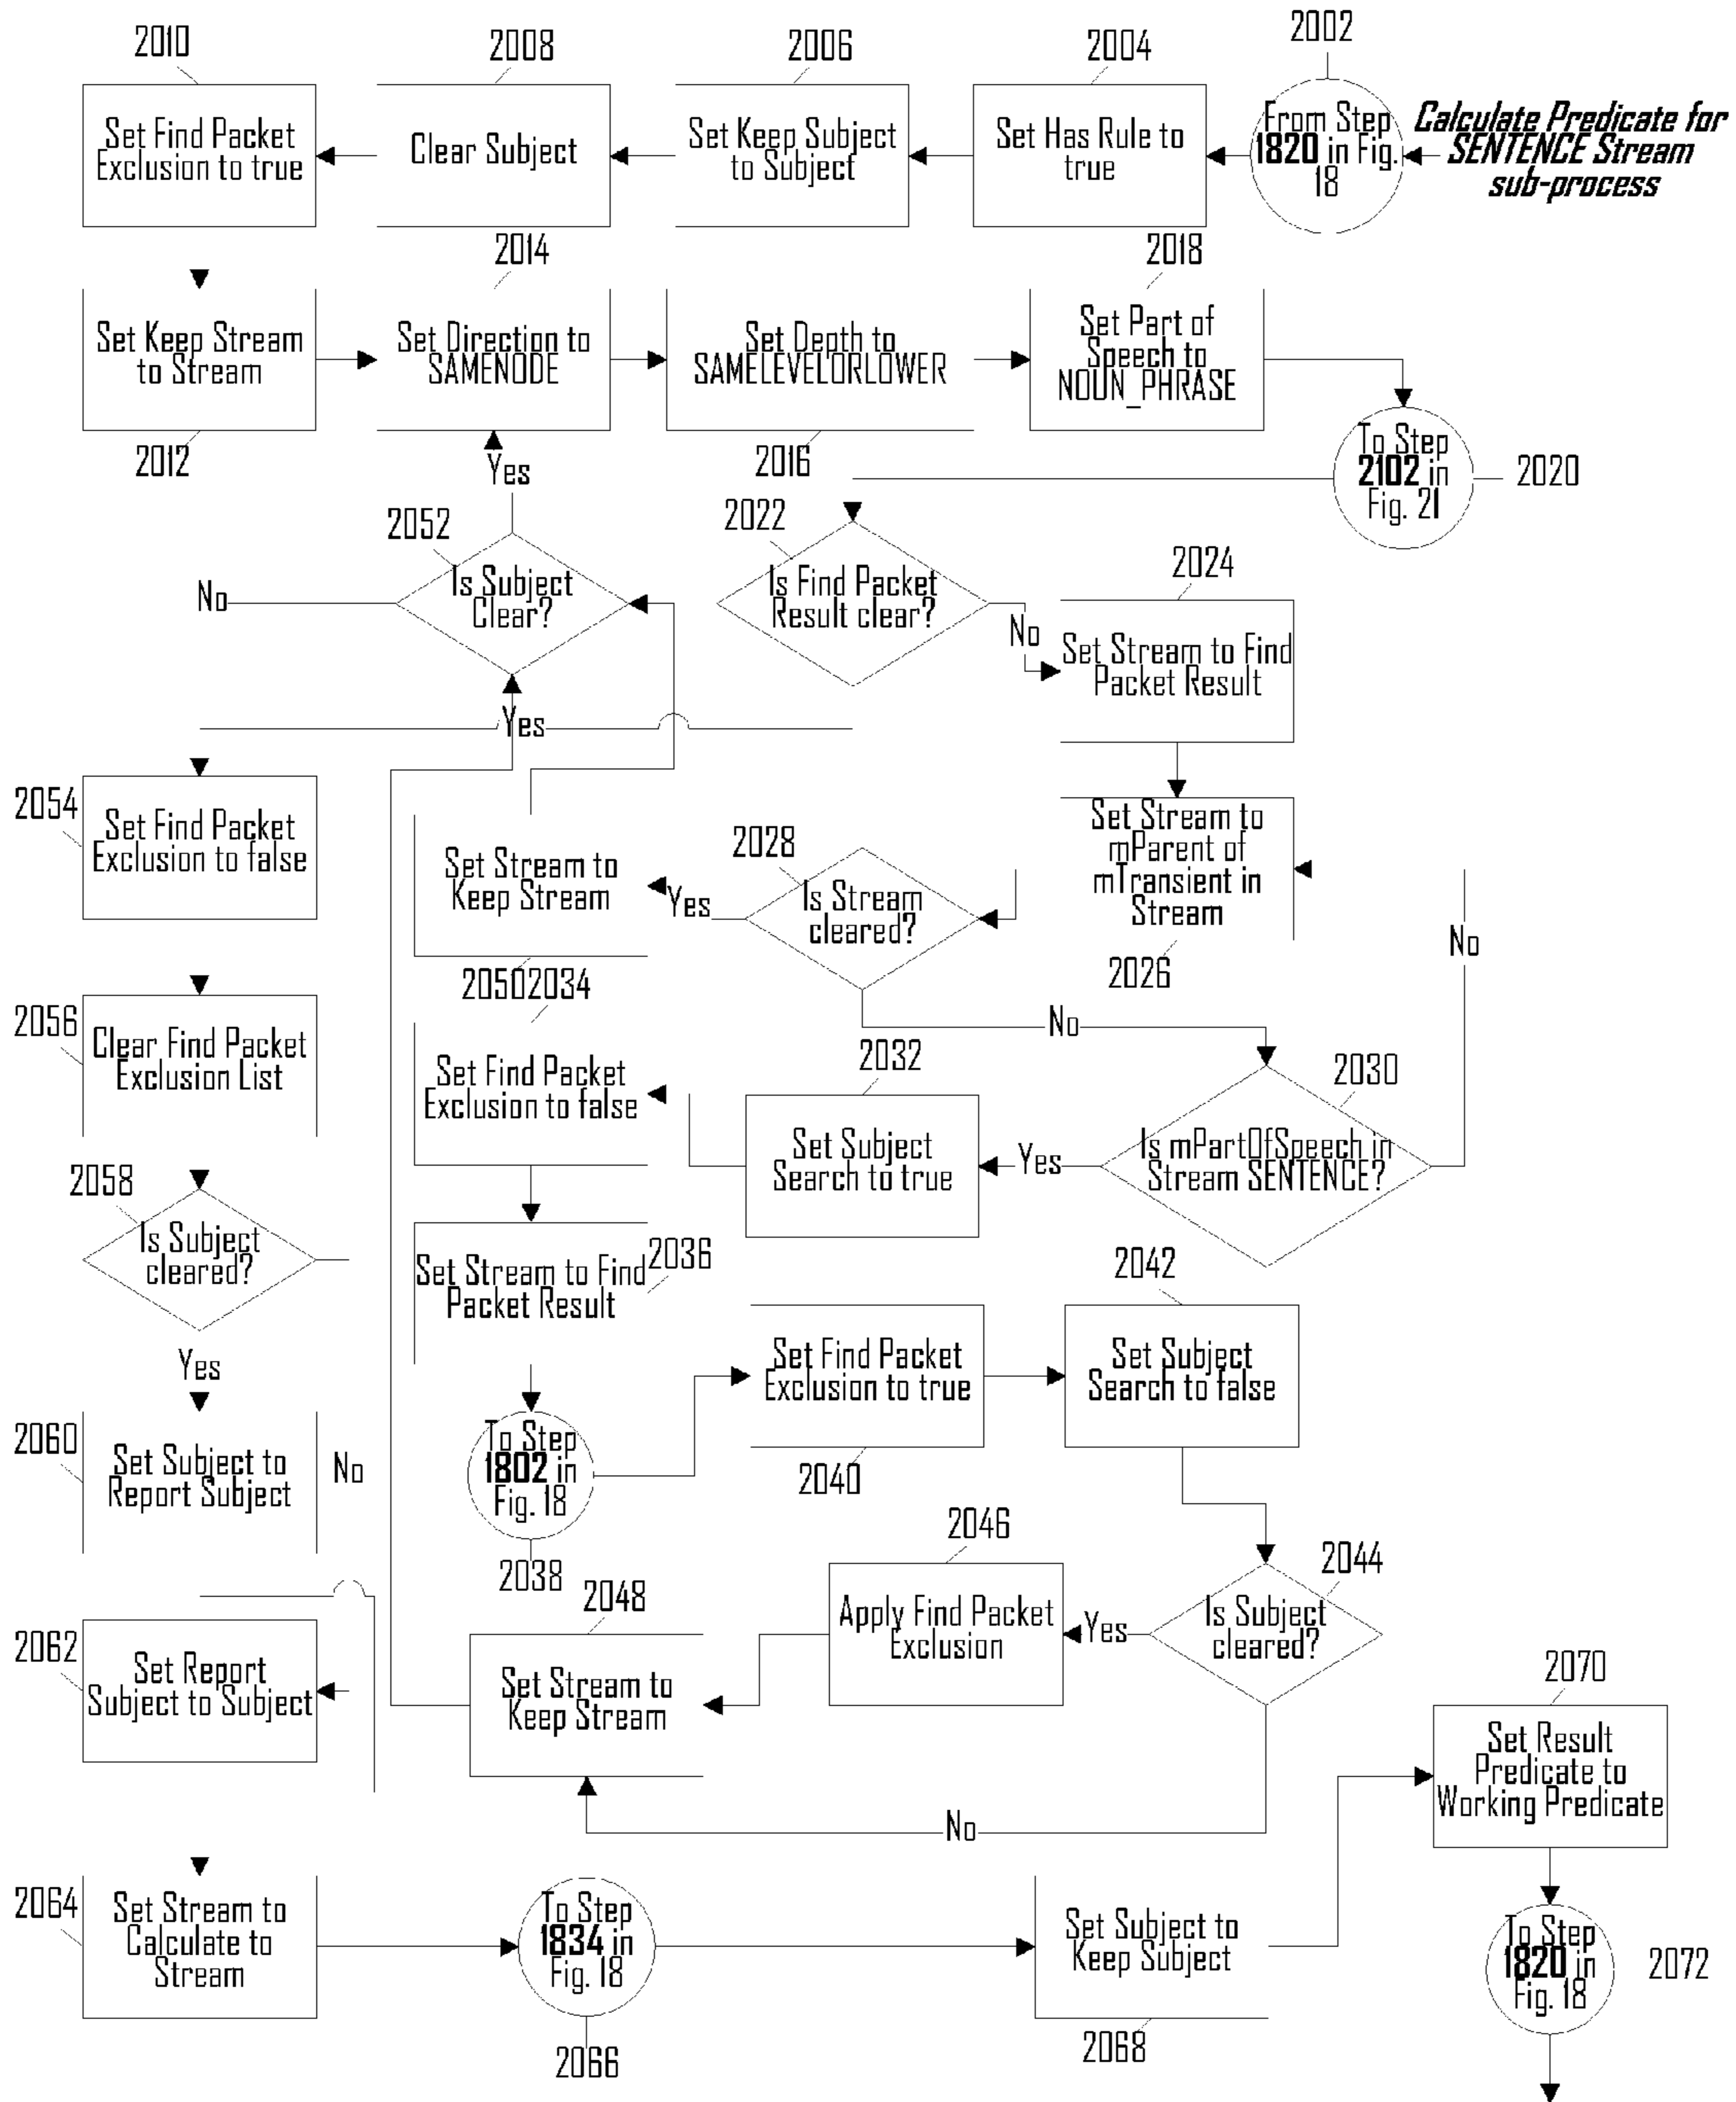 2010
2008
2006
2004
2002
Set Find Packet
Exclusion to true
Clear Subject
Set Keep Subject
to Subject
Set Has Rule to
true
From Step
1820 in Fig.
18
Calculate Predicate for
SENTENCE Stream
sub-process
2014
2018
Set Keep Stream
to Stream
Set Direction to
SAMENODE
Set Depth to
SAMELEVELORLOWER
Set Part of
Speech to
NOUN_PHRASE
2012
2016
Yes
To Step
2102 in
Fig. 21
2020
2052
2022
2024
No
Is Subject
Clear?
Is Find Packet
Result clear?
No
Set Stream to Find
Packet Result
Yes
2054
Set Find Packet
Exclusion to false
Set Stream to
Keep Stream
Yes
2028
Is Stream
cleared?
Set Stream to
mParent of
mTransient in
Stream
No
2026
2050
2034
2056
Clear Find Packet
Exclusion List
No
Set Find Packet
Exclusion to false
2032
2030
Set Subject
Search to true
Yes
Is mPartOfSpeech in
Stream SENTENCE?
2058
Is Subject
cleared?
Set Stream to Find
Packet Result
2036
2042
Yes
Set Find Packet
Exclusion to true
Set Subject
Search to false
2060
Set Subject to
Report Subject
No
To Step
1802 in
Fig. 18
2040
2038
2046
2044
2048
Apply Find Packet
Exclusion
Yes
Is Subject
cleared?
2062
Set Report
Subject to Subject
Set Stream to
Keep Stream
2070
Set Result
Predicate to
Working Predicate
No
2064
Set Stream to
Calculate to
Stream
To Step
1834 in
Fig. 18
Set Subject to
Keep Subject
To Step
1820 in
Fig. 18
2072
2066
2068